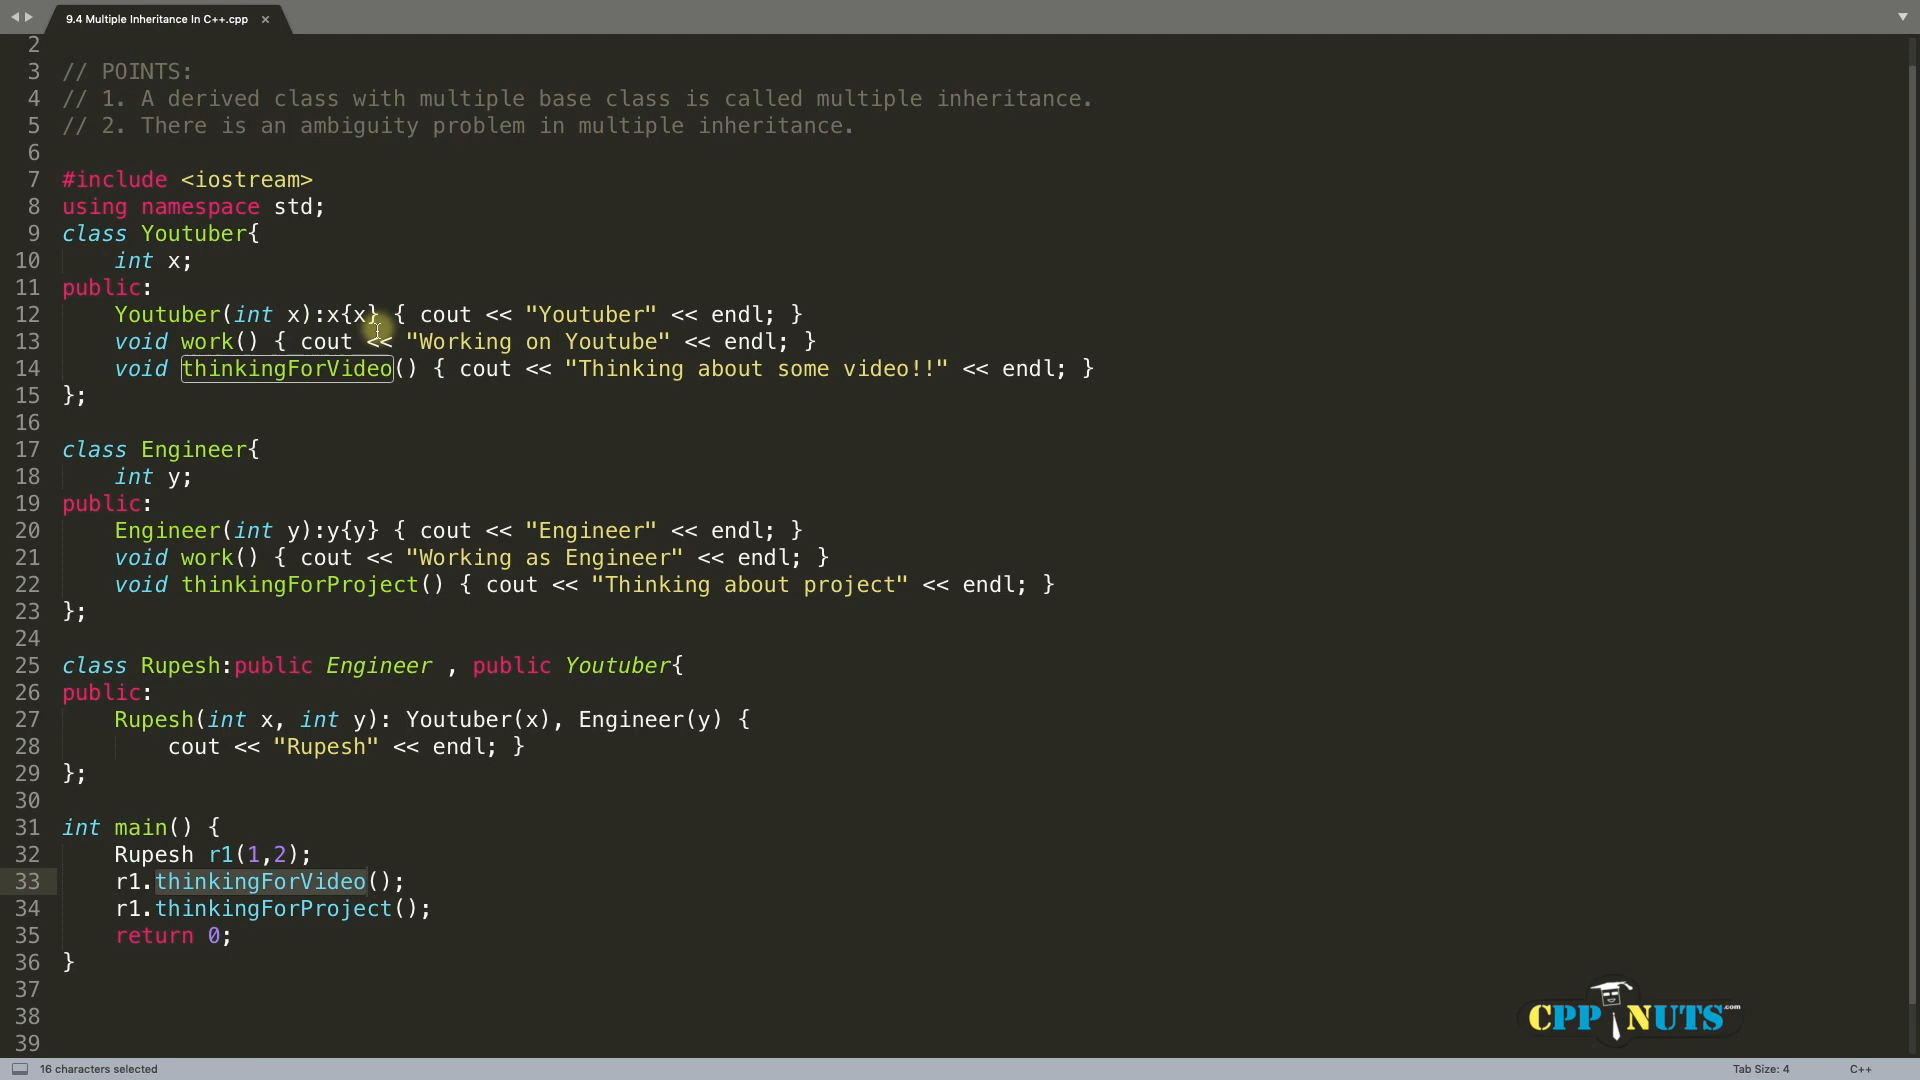 9.4 Multiple Inheritance In C++.cpp ×
2
3 // POINTS:
4 // 1. A derived class with multiple base class is called multiple inheritance.
5 // 2. There is an ambiguity problem in multiple inheritance.
6
7 #include <iostream>
8 using namespace std;
9 class Youtuber{
10     int x;
11 public:
12     Youtuber(int x):x{x} { cout << "Youtuber" << endl; }
13     void work() { cout << "Working on Youtube" << endl; }
14     void thinkingForVideo() { cout << "Thinking about some video!!" << endl; }
15 };
16
17 class Engineer{
18     int y;
19 public:
20     Engineer(int y):y{y} { cout << "Engineer" << endl; }
21     void work() { cout << "Working as Engineer" << endl; }
22     void thinkingForProject() { cout << "Thinking about project" << endl; }
23 };
24
25 class Rupesh:public Engineer , public Youtuber{
26 public:
27     Rupesh(int x, int y): Youtuber(x), Engineer(y) {
28         cout << "Rupesh" << endl; }
29 };
30
31 int main() {
32     Rupesh r1(1,2);
33     r1.thinkingForVideo();
34     r1.thinkingForProject();
35     return 0;
36 }
37
38
39
CPP NUTS .com
16 characters selected
Tab Size: 4
C++